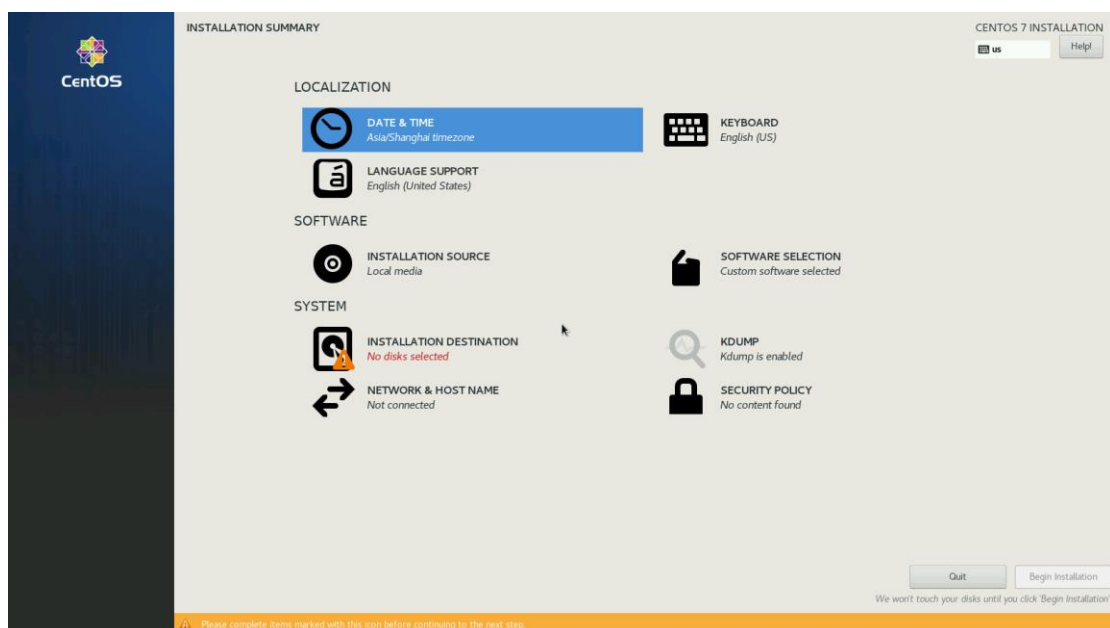 INSTALLATION SUMMARY
CENTOS 7 INSTALLATION
us
Help!
CentOS
LOCALIZATION
DATE & TIME
Asia/Shanghai timezone
KEYBOARD
English (US)
á
LANGUAGE SUPPORT
English (United States)
SOFTWARE
INSTALLATION SOURCE
Local media
SOFTWARE SELECTION
Custom software selected
SYSTEM
INSTALLATION DESTINATION
No disks selected
KDUMP
Kdump is enabled
NETWORK & HOST NAME
Not connected
SECURITY POLICY
No content found
Quit
Begin Installation
We won't touch your disks until you click 'Begin Installation'
Please complete items marked with this icon before continuing to the next step.